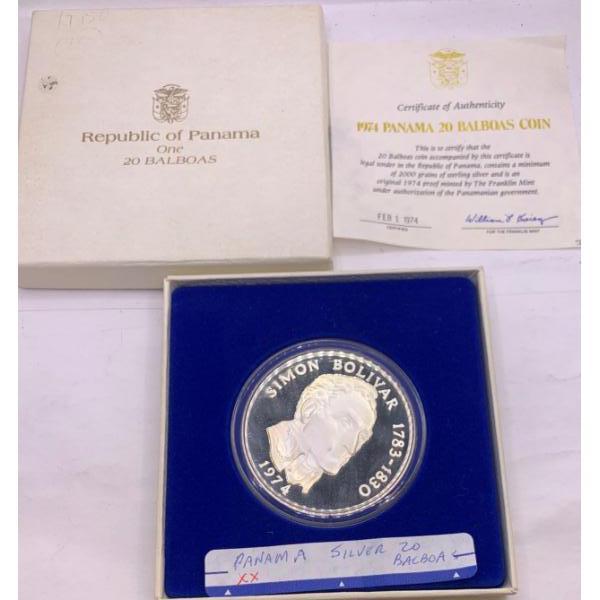 Republic of Panama
One
20 BALBOAS
Certificate of Authenticity
1974 PANAMA 20 BALBOAS COIN
This is to certify that the
20 Balboas coin accompanied by this certificate is
legal tender in the Republic of Panama, contains a minimum
of 2000 grains of sterling silver and is an
original 1974 proof minted by The Franklin Mint
under authorization of the Panamanian government.
FEB 1 1974
CERTIFIED
FOR THE FRANKLIN MINT
SIMON BOLIVAR 1783-1830
1974
PANAMA SILVER 20
BALBOAS
XX